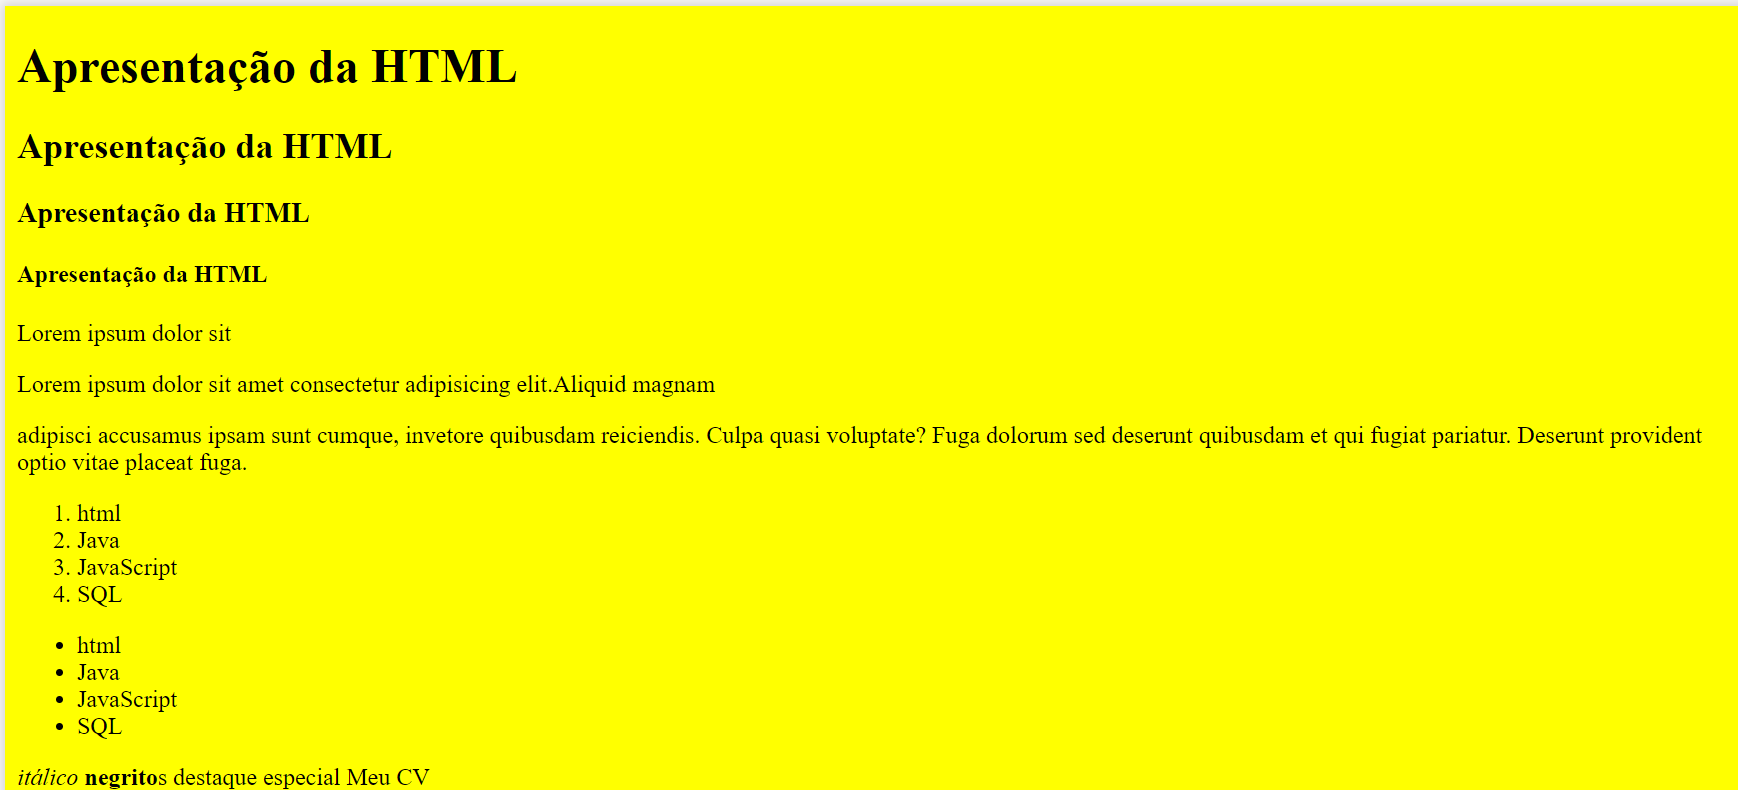 Apresentação da HTML
Apresentação da HTML
Apresentação da HTML
Apresentação da HTML
Lorem ipsum dolor sit
Lorem ipsum dolor sit amet consectetur adipisicing elit.Aliquid magnam
adipisci accusamus ipsam sunt cumque, invetore quibusdam reiciendis. Culpa quasi voluptate? Fuga dolorum sed deserunt quibusdam et qui fugiat pariatur. Deserunt provident
optio vitae placeat fuga.
1. html
2. Java
3. JavaScript
4. SQL
• html
• Java
• JavaScript
• SQL
itálico negritos destaque especial Meu CV